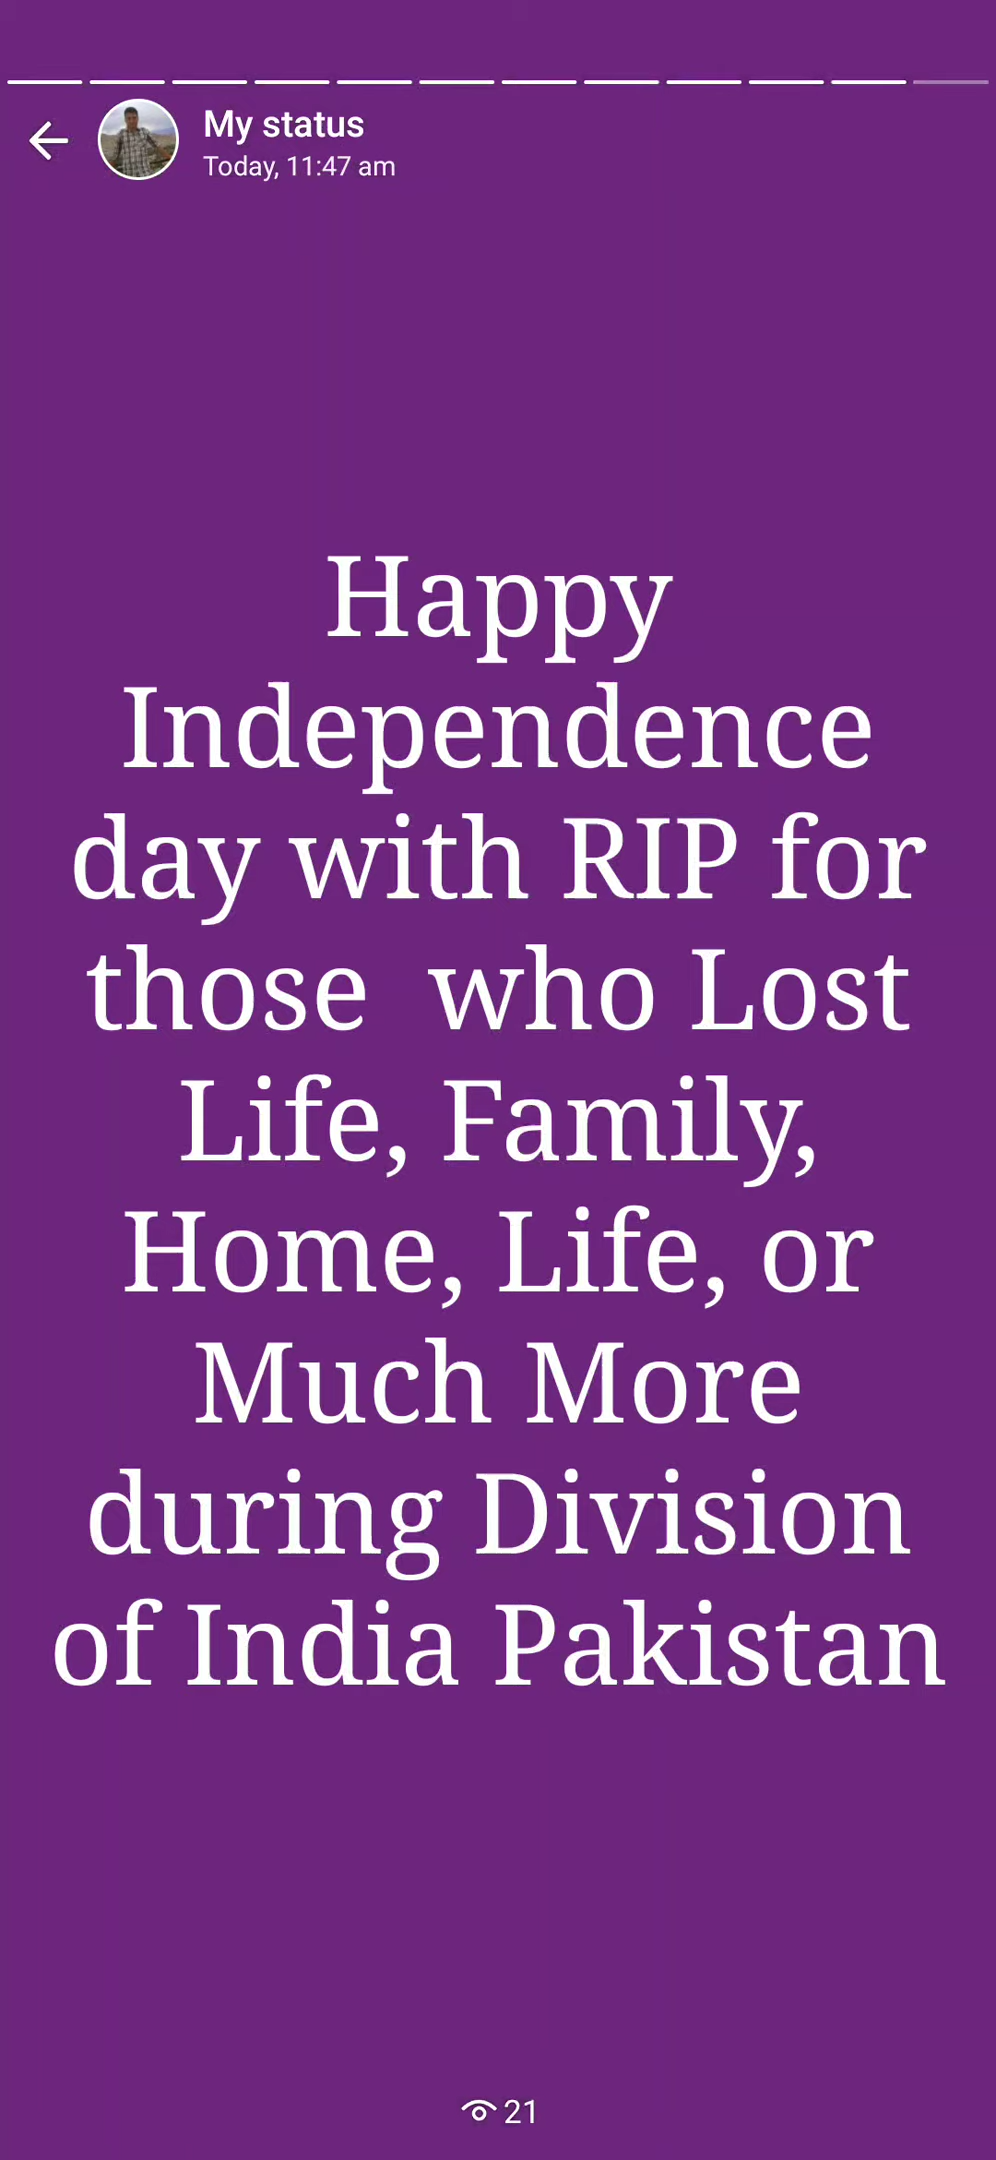 My status
Today, 11:47 am
Happy
Independence
day with RIP for
those  who Lost
Life, Family,
Home, Life, or
Much More
during Division
of India Pakistan
21